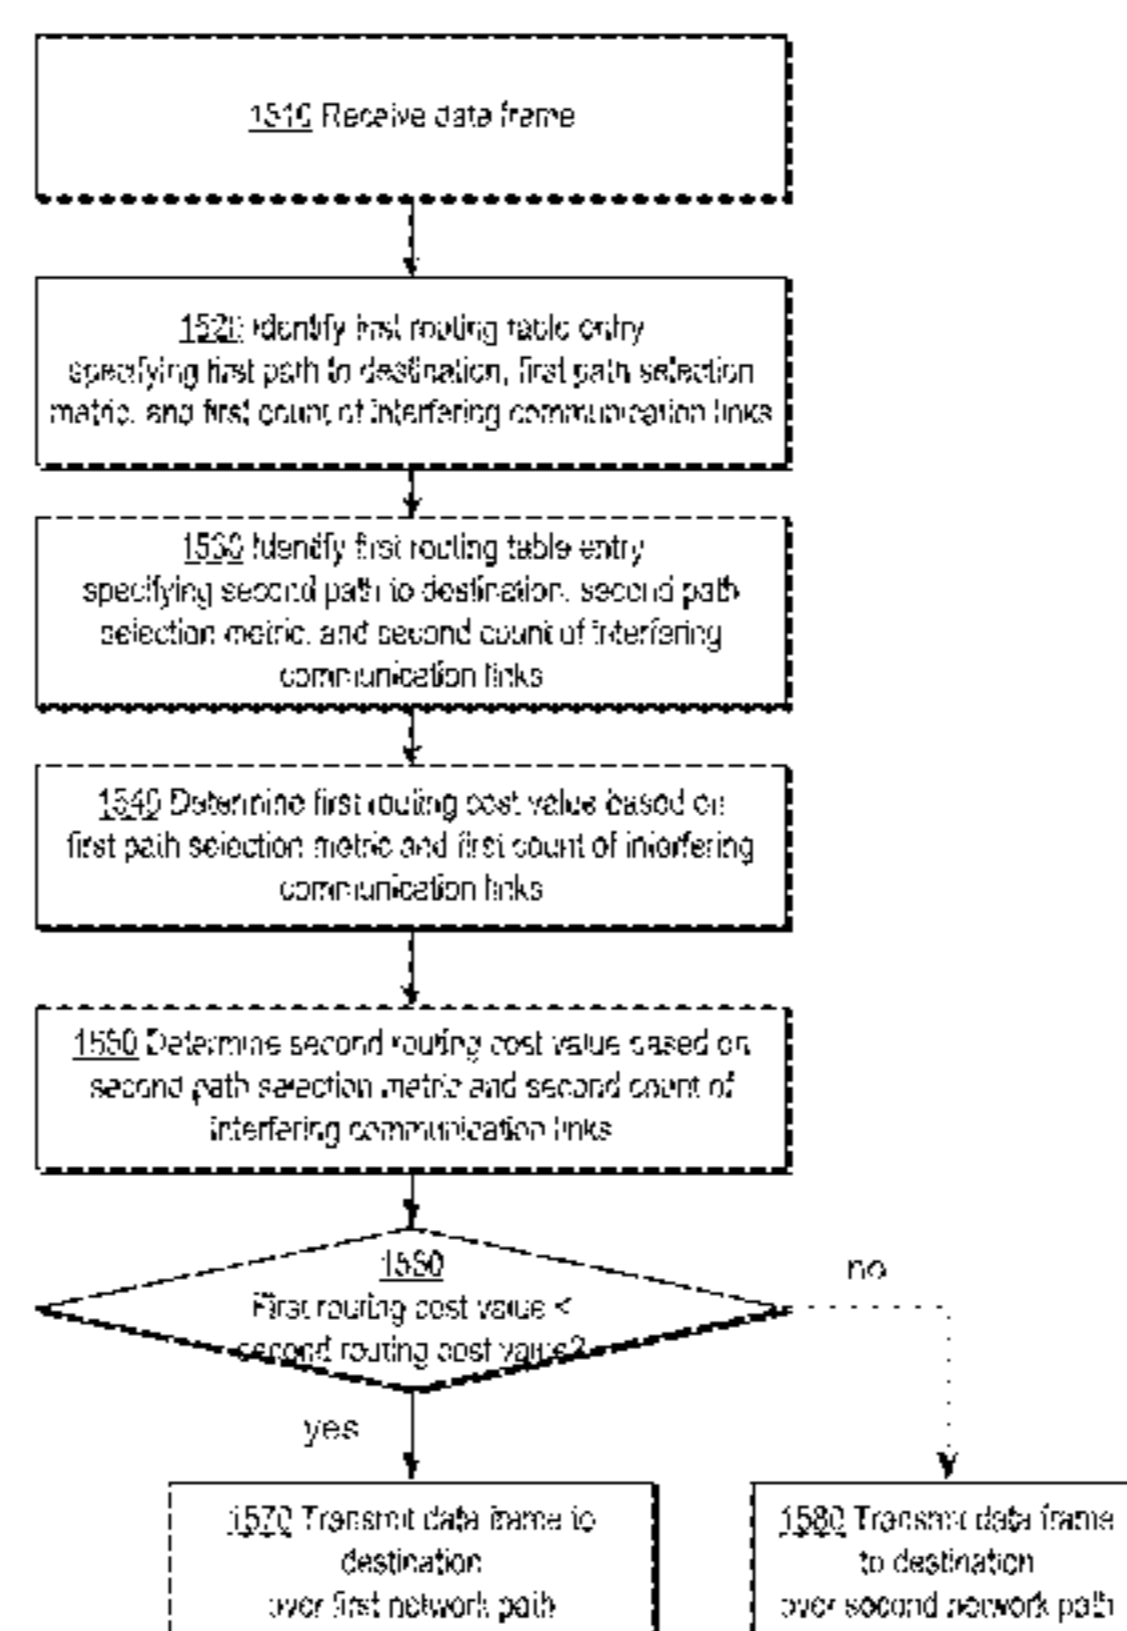 1510 Receive data frame
1520 Identify first routing table entry
specifying first path to destination, first path selection
metric, and first count of interfering communication links
1530 Identify first routing table entry
specifying second path to destination, second path
selection metric, and second count of interfering
communication links
1540 Determine first routing cost value based on
first path selection metric and first count of interfering
communication links
1550 Determine second routing cost value based on
second path selection metric and second count of
interfering communication links
1560
First routing cost value <
second routing cost value?
no
yes
1570 Transmit data frame to
destination
over first network path
1580 Transmit data frame
to destination
over second network path